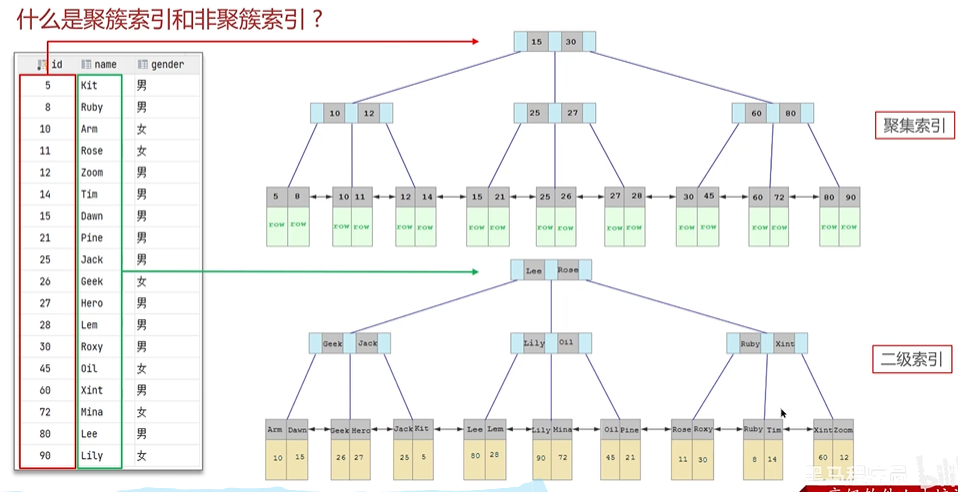 什么是聚簇索引和非聚簇索引？
id name gender
5 Kit 男
8 Ruby 男
10 Arm 女
11 Rose 女
12 Zoom 男
14 Tim 男
15 Dawn 男
21 Pine 男
25 Jack 男
26 Geek 女
27 Hero 男
28 Lem 男
30 Roxy 男
45 Oil 女
60 Xint 男
72 Mina 女
80 Lee 男
90 Lily 女
15 30
10 12 25 27 60 80
聚集索引
5 8 10 11 12 14 15 21 25 26 27 28 30 45 60 72 80 90
row row row row row row row row row row row row row row row row row row
Lee Rose
Geek Jack Lily Oil Ruby Xint
二级索引
Arm Dawn Geek Hero Jack Kit Lee Lem Lily Mina Oil Pine Rose Roxy Ruby Tim Xint Zoom
10 15 26 27 25 5 80 28 90 72 45 21 11 30 8 14 60 12